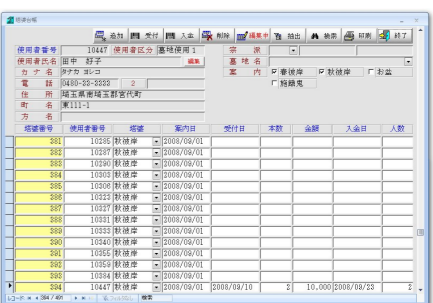 塔婆台帳
追加 受付 入金 削除 編集中 抽出 検索 印刷 終了
使用者番号 10447 使用者区分 墓地使用1 宗派
使用者氏名 田中 好子 編集 墓地名
カナ名 タナカ ヨシコ 案内 春彼岸 秋彼岸 お盆
電話 0480-33-3333 2 施餓鬼
住所 埼玉県南埼玉郡宮代町
町名 東111-1
方名
塔婆番号 使用者番号 塔婆 案内日 受付日 本数 金額 入金日 人数
381 10285 秋彼岸 2008/09/01
382 10287 秋彼岸 2008/09/01
383 10290 秋彼岸 2008/09/01
384 10303 秋彼岸 2008/09/01
385 10306 秋彼岸 2008/09/01
386 10323 秋彼岸 2008/09/01
387 10327 秋彼岸 2008/09/01
388 10331 秋彼岸 2008/09/01
389 10333 秋彼岸 2008/09/01
390 10340 秋彼岸 2008/09/01
391 10355 秋彼岸 2008/09/01
392 10359 秋彼岸 2008/09/01
393 10384 秋彼岸 2008/09/01
394 10447 秋彼岸 2008/09/01 2008/09/10 2 10,000 2008/09/23 2
レコード: 394 / 491 フィルタなし 検索